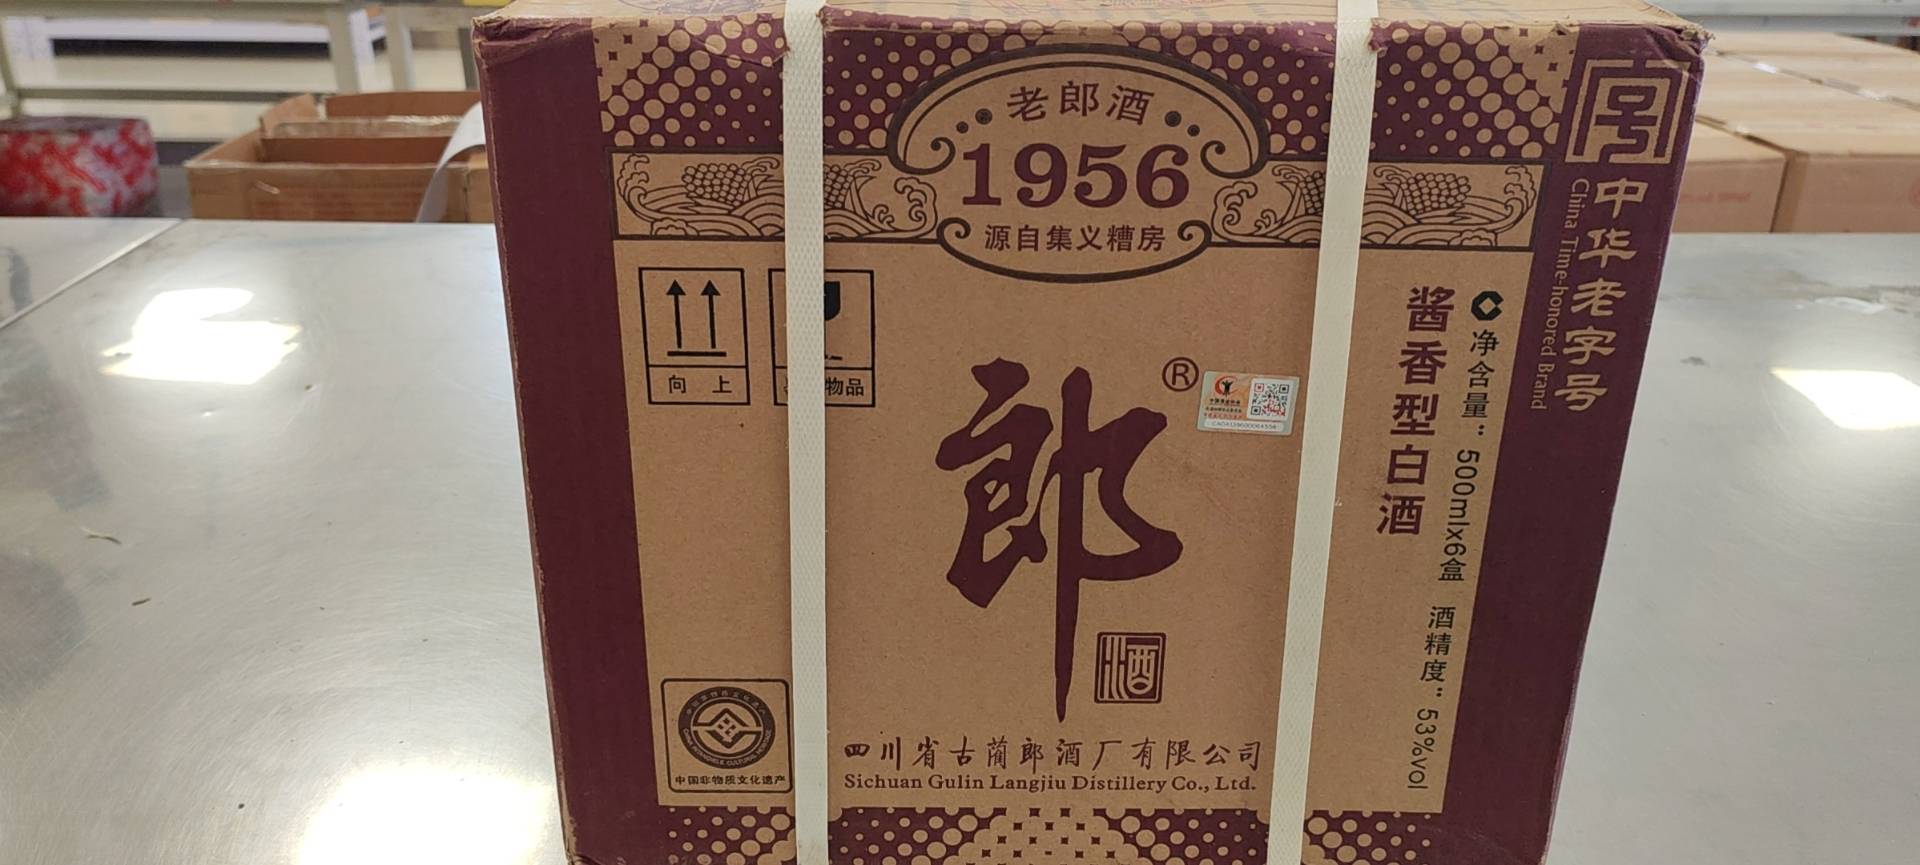 老郎酒
1956
源自集义糟房
中华老字号
China Time-honored Brand
向上
物品
郎
®
酒
酱香型白酒
净含量：500mlx6盒 酒精度：53%vol
中国非物质文化遗产
四川省古蔺郎酒厂有限公司
Sichuan Gulin Langjiu Distillery Co., Ltd.